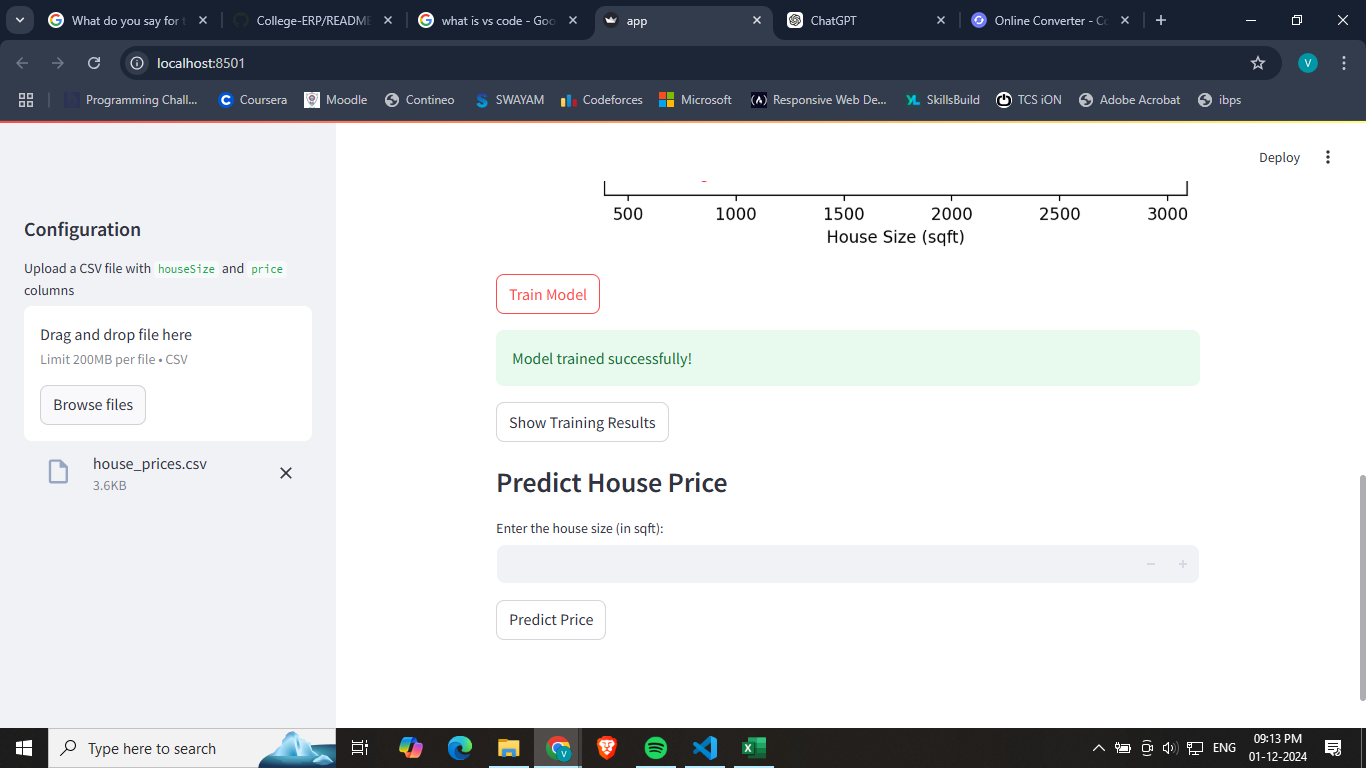 What do you say for t
College-ERP/README
what is vs code - Goo
app
ChatGPT
Online Converter - Co
localhost:8501
V
Programming Chall...
Coursera
Moodle
Contineo
SWAYAM
Codeforces
Microsoft
Responsive Web De...
SkillsBuild
TCS iON
Adobe Acrobat
ibps
Deploy
Configuration
Upload a CSV file with houseSize and price
columns
Drag and drop file here
Limit 200MB per file • CSV
Browse files
house_prices.csv
3.6KB
500 1000 1500 2000 2500 3000
House Size (sqft)
Train Model
Model trained successfully!
Show Training Results
Predict House Price
Enter the house size (in sqft):
Predict Price
Type here to search
ENG
09:13 PM
01-12-2024